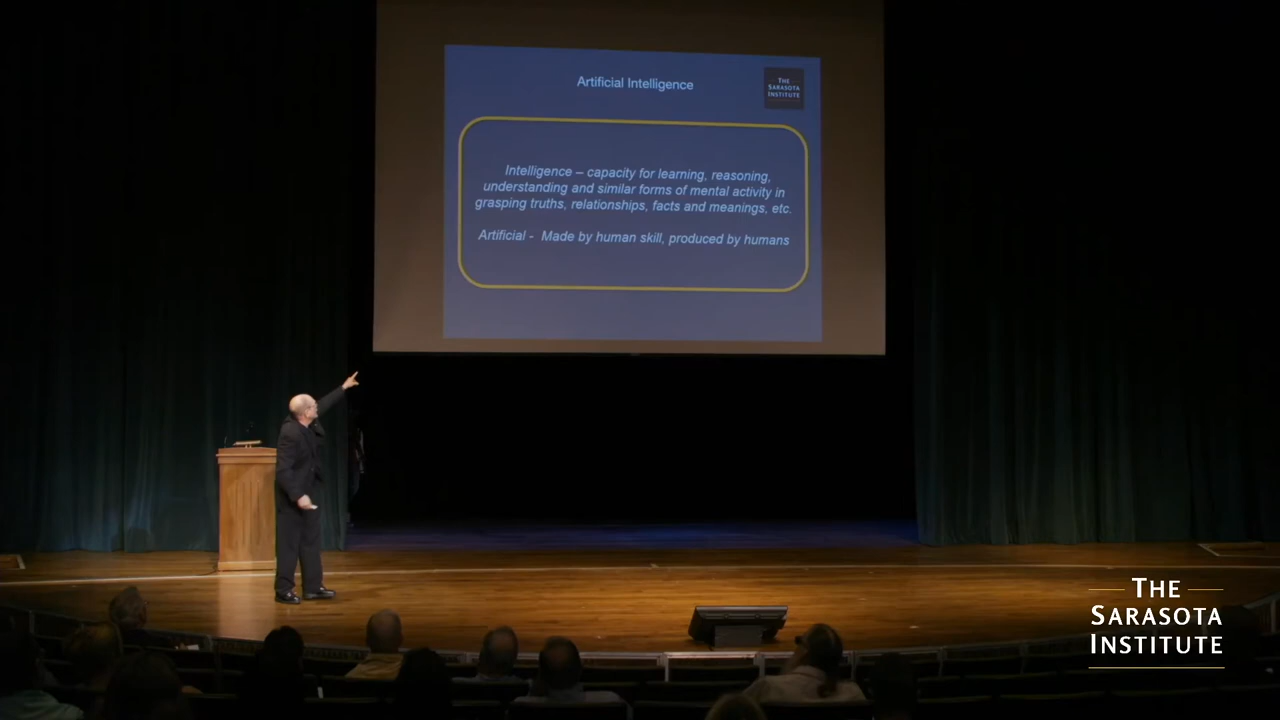 Artificial Intelligence
THE
SARASOTA
INSTITUTE
Intelligence – capacity for learning, reasoning,
understanding and similar forms of mental activity in
grasping truths, relationships, facts and meanings, etc.
Artificial - Made by human skill, produced by humans
THE
SARASOTA
INSTITUTE